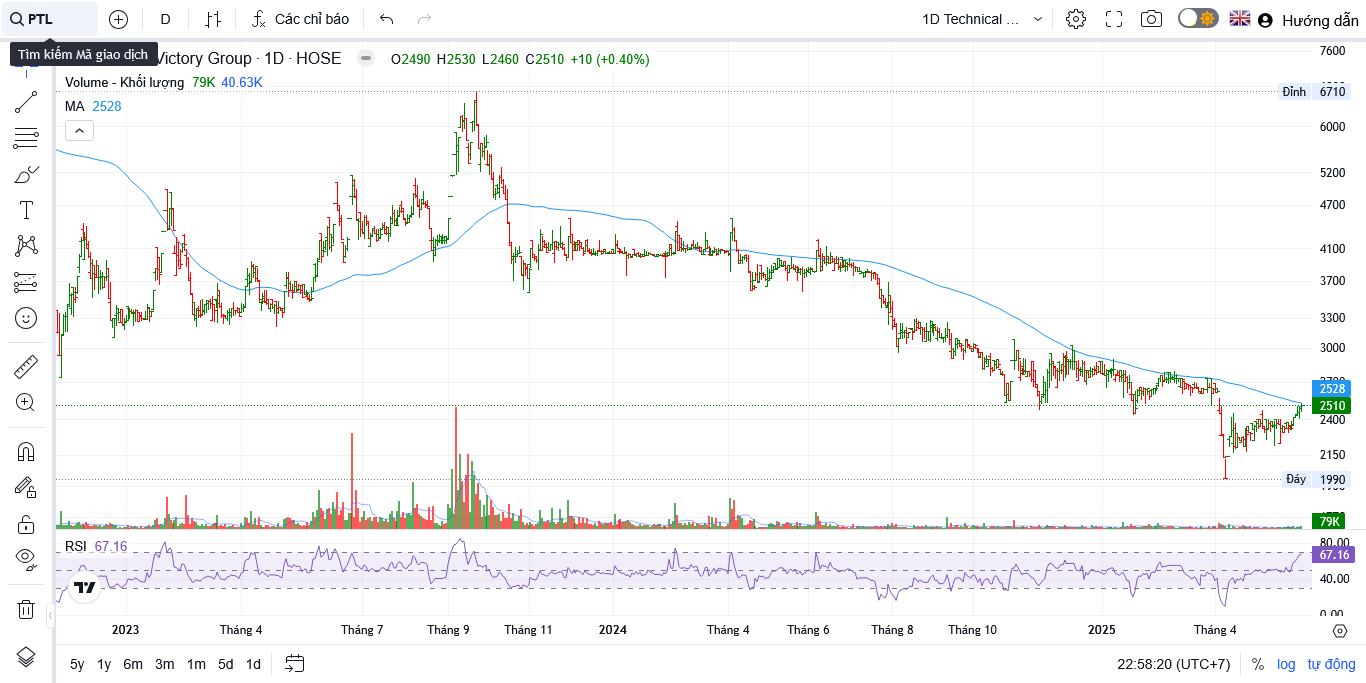 PTL
D
Các chỉ báo
1D Technical ...
Hướng dẫn
Tìm kiếm Mã giao dịch
Victory Group · 1D · HOSE
O2490 H2530 L2460 C2510 +10 (+0.40%)
Volume - Khối lượng 79K 40.63K
MA 2528
7600
Đỉnh 6710
6000
5200
4700
4100
3700
3300
3000
2528
2510
2400
2150
Đáy 1990
79K
RSI 67.16
80.00
67.16
40.00
0.00
2023 Tháng 4 Tháng 7 Tháng 9 Tháng 11 2024 Tháng 4 Tháng 6 Tháng 8 Tháng 10 2025 Tháng 4
5y 1y 6m 3m 1m 5d 1d
22:58:20 (UTC+7) % log tự động